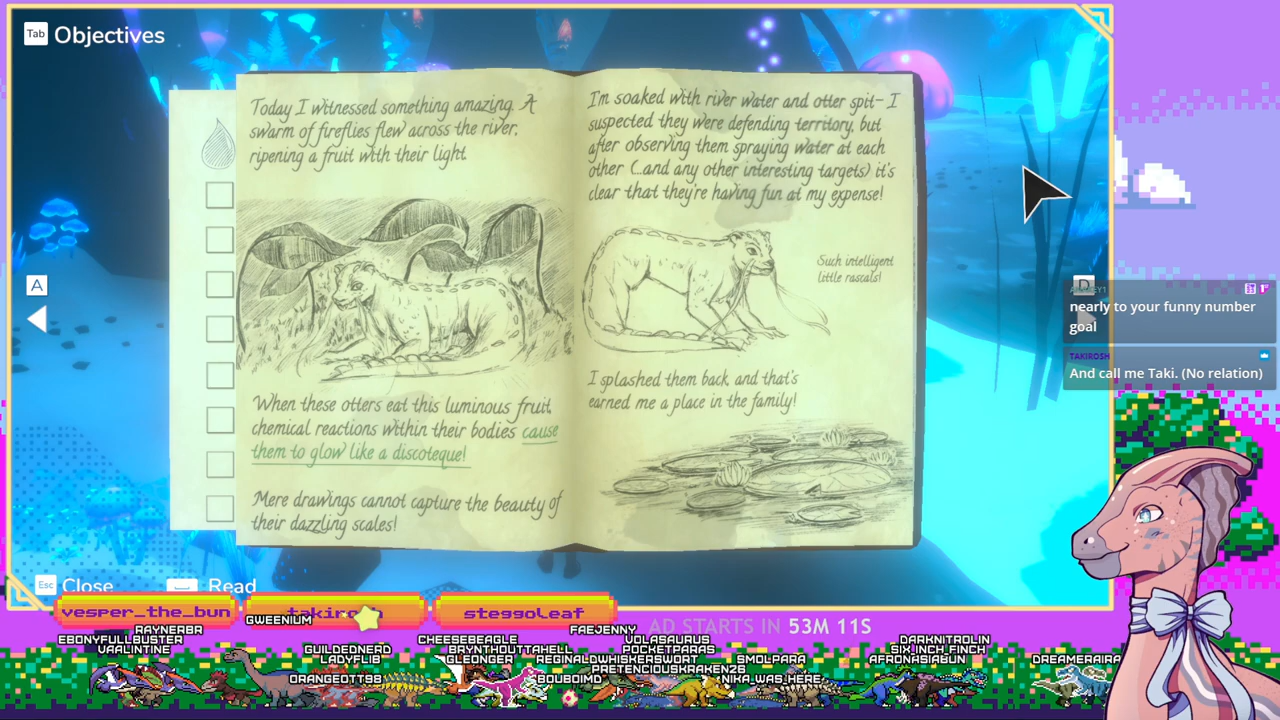 Tab Objectives
Today I witnessed something amazing. A
swarm of fireflies flew across the river,
ripening a fruit with their light.
When these otters eat this luminous fruit,
chemical reactions within their bodies cause
them to glow like a discoteque!
Mere drawings cannot capture the beauty of
their dazzling scales!
I'm soaked with river water and otter spit– I
suspected they were defending territory, but
after observing them spraying water at each
other (...and any other interesting targets) it's
clear that they're having fun at my expense!
Such intelligent
little rascals!
I splashed them back, and that's
earned me a place in the family!
A
D
nearly to your funny number
goal
TAKIROSH
And call me Taki. (No relation)
Esc Close
Read
vesper_the_bun
steggoleaf
AD STARTS IN 53M 11S
GWEENIUM
RAYNERBR
EBONYFULLBUSTER
VAALINTINE
GUILDEDNERD
LADYFLIB
ORANGEOTT98
CHEESEBEAGLE
BRYNTHOUTTAHELL
GLEONGER
FAEJENNY
VOLASAURUS
POCKETPARAS
REGINALDWHISKERSWORT
PRETENCIOUSKRAKEN26
BOUBOIMD
NIKA_WAS_HERE
SMOLPARA
DARKNITROLIN
SIX_INCH_FINCH
AFRONASIABUN
DREAMERAIRA